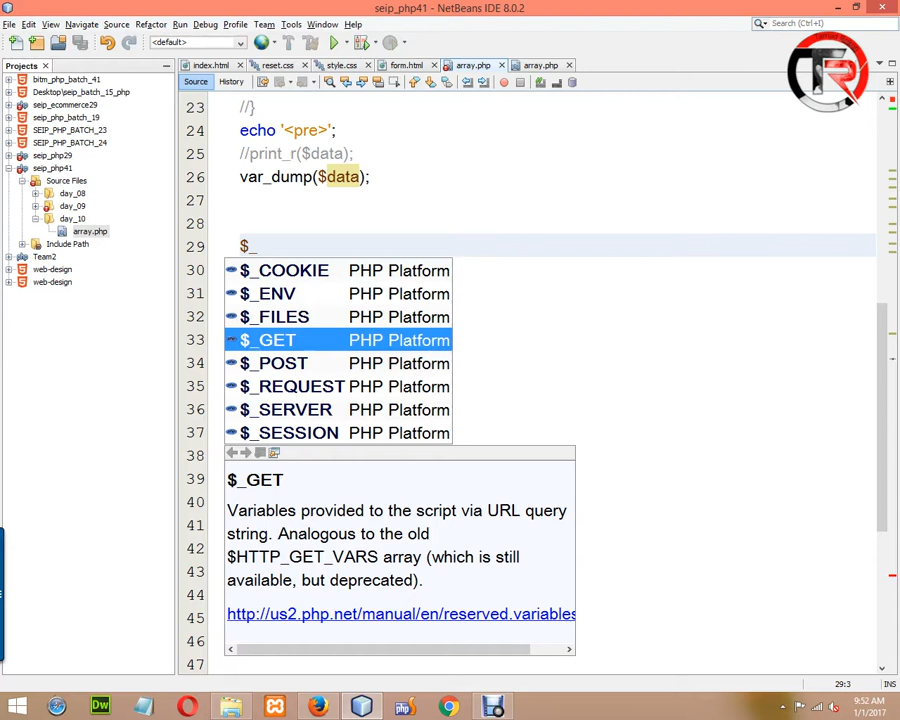 seip_php41 - NetBeans IDE 8.0.2
File Edit View Navigate Source Refactor Run Debug Profile Team Tools Window Help
Search (Ctrl+I)
<default>
Projects
index.html reset.css style.css form.html array.php array.php
Source History
bitm_php_batch_41
Desktop\seip_batch_15_php
seip_ecommerce29
seip_php_batch_19
SEIP_PHP_BATCH_23
SEIP_PHP_BATCH_24
seip_php29
seip_php41
Source Files
day_08
day_09
day_10
array.php
Include Path
Team2
web-design
web-design
23 //}
24 echo '<pre>';
25 //print_r($data);
26 var_dump($data);
27
28
29 $_
30 $_COOKIE PHP Platform
31 $_ENV PHP Platform
32 $_FILES PHP Platform
33 $_GET PHP Platform
34 $_POST PHP Platform
35 $_REQUEST PHP Platform
36 $_SERVER PHP Platform
37 $_SESSION PHP Platform
38
39 $_GET
40 Variables provided to the script via URL query
41 string. Analogous to the old
42 $HTTP_GET_VARS array (which is still
43 available, but deprecated).
44
45 http://us2.php.net/manual/en/reserved.variables
46
47
29:3 INS
Dw
php
9:52 AM
1/1/2017